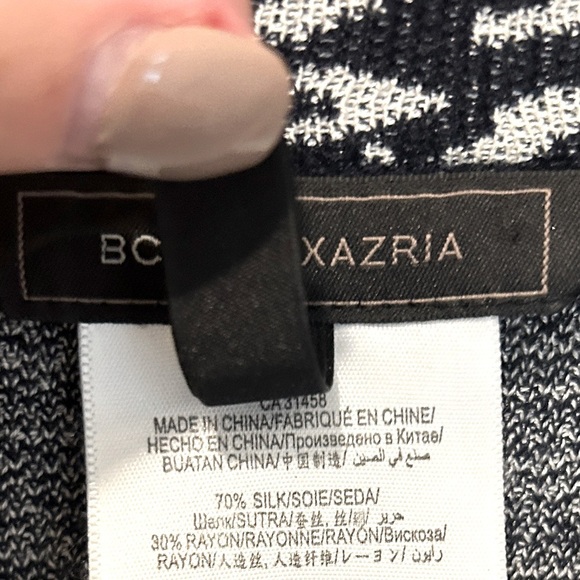 BC XAZRIA
CA 31458
MADE IN CHINA/FABRIQUÉ EN CHINE/
HECHO EN CHINA/Произведено в Китае/
BUATAN CHINA/中国制造/ صنع في الصين/
70% SILK/SOIE/SEDA/
Шелк/SUTRA/蚕丝, 丝/ حرير/
30% RAYON/RAYONNE/RAYÓN/Вискоза/
RAYON/人造丝, 人造纤维/レーヨン/ رايون/